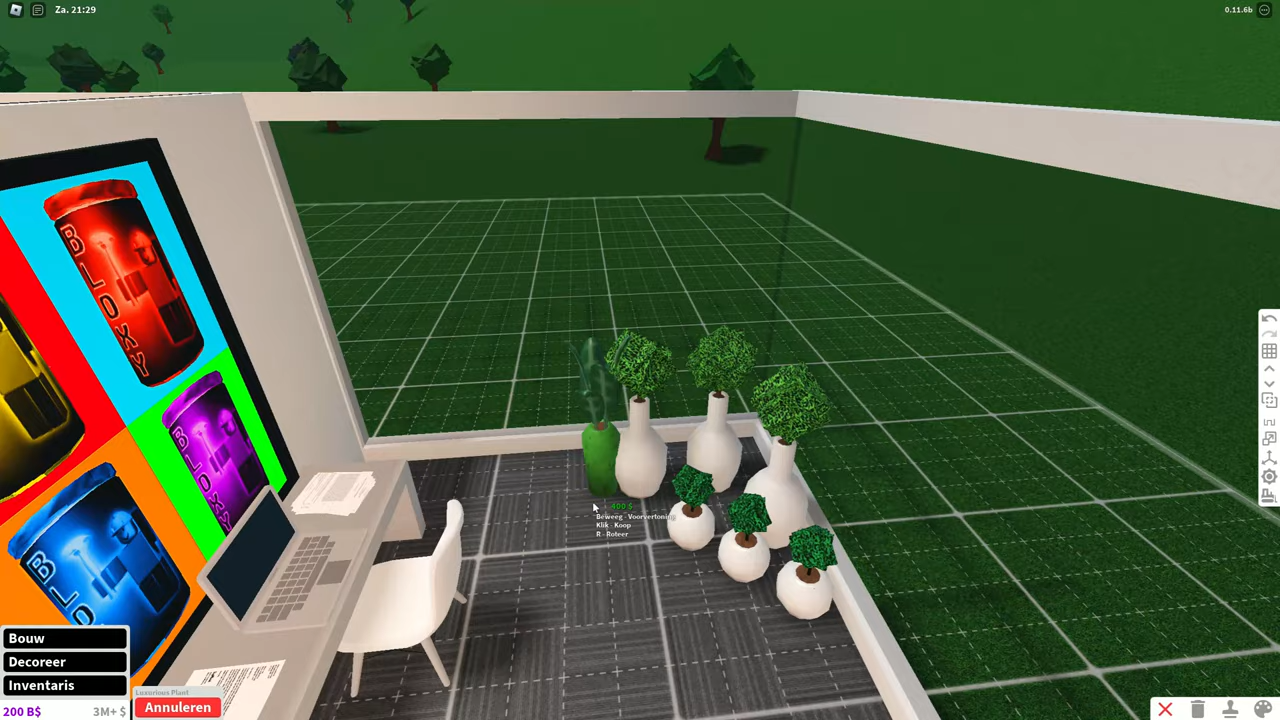 Za. 21:29
0.11.6b
BLOXY
BLOXY
BLO
400 $
Beweeg - Voorvertoning
Klik - Koop
R - Roteer
Bouw
Decoreer
Inventaris
Luxurious Plant
200 B$
3M+ $
Annuleren